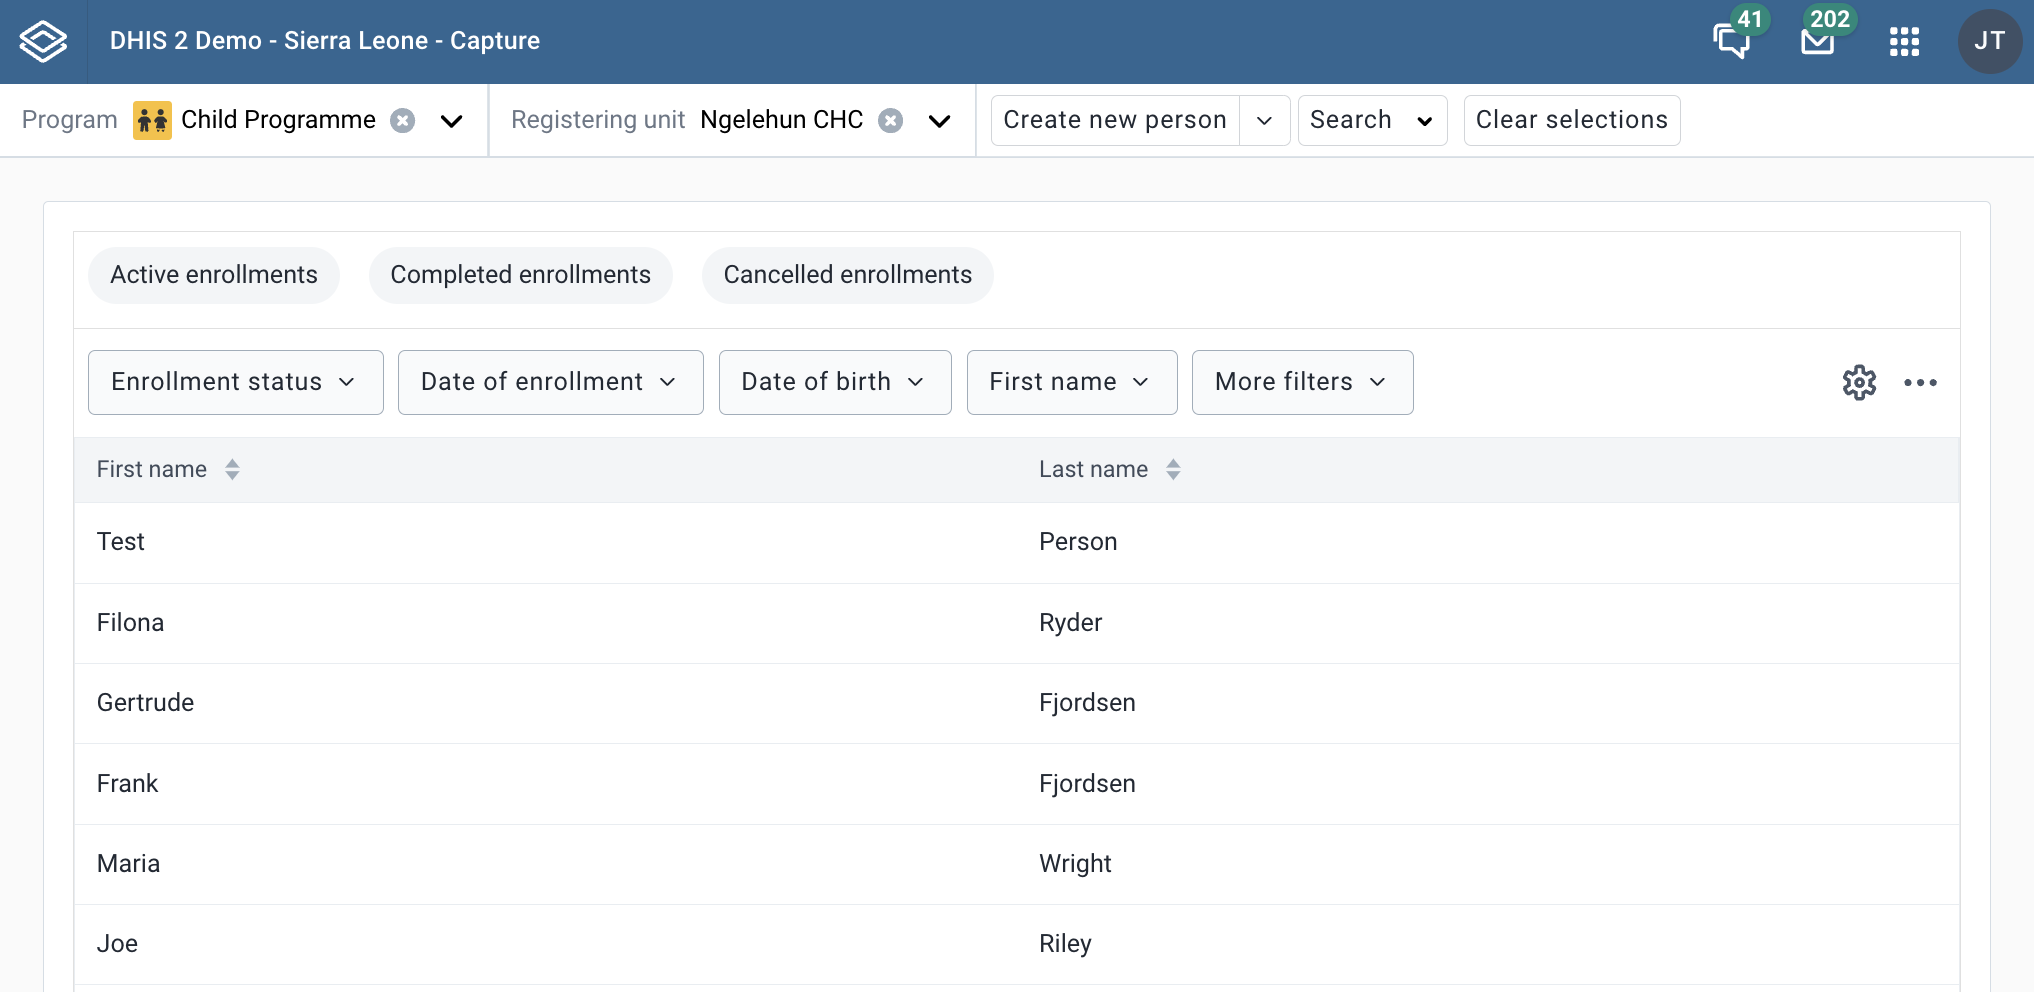 DHIS 2 Demo - Sierra Leone - Capture
41
202
JT
Program Child Programme
Registering unit Ngelehun CHC
Create new person
Search
Clear selections
Active enrollments
Completed enrollments
Cancelled enrollments
Enrollment status
Date of enrollment
Date of birth
First name
More filters
First name Last name
Test Person
Filona Ryder
Gertrude Fjordsen
Frank Fjordsen
Maria Wright
Joe Riley